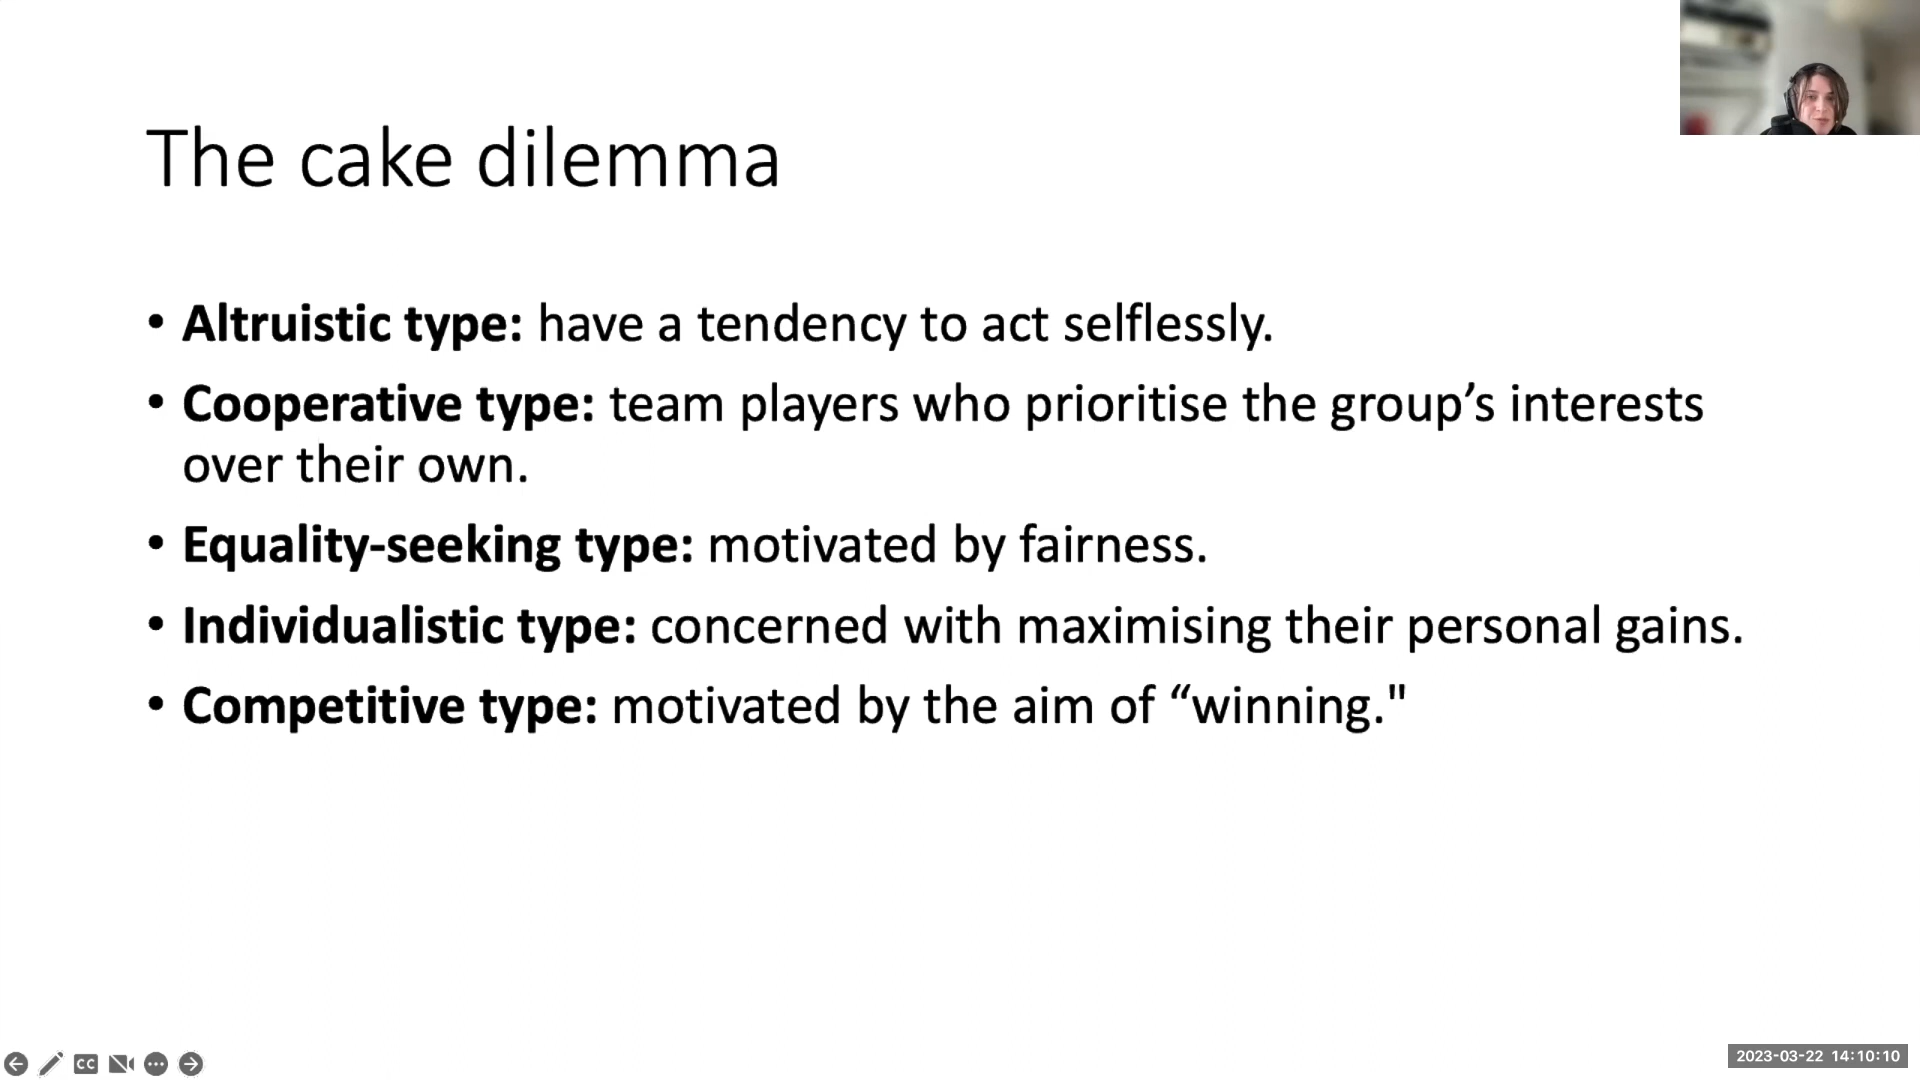 The cake dilemma
• Altruistic type: have a tendency to act selflessly.
• Cooperative type: team players who prioritise the group’s interests
over their own.
• Equality-seeking type: motivated by fairness.
• Individualistic type: concerned with maximising their personal gains.
• Competitive type: motivated by the aim of “winning."
CC
2023-03-22 14:10:10